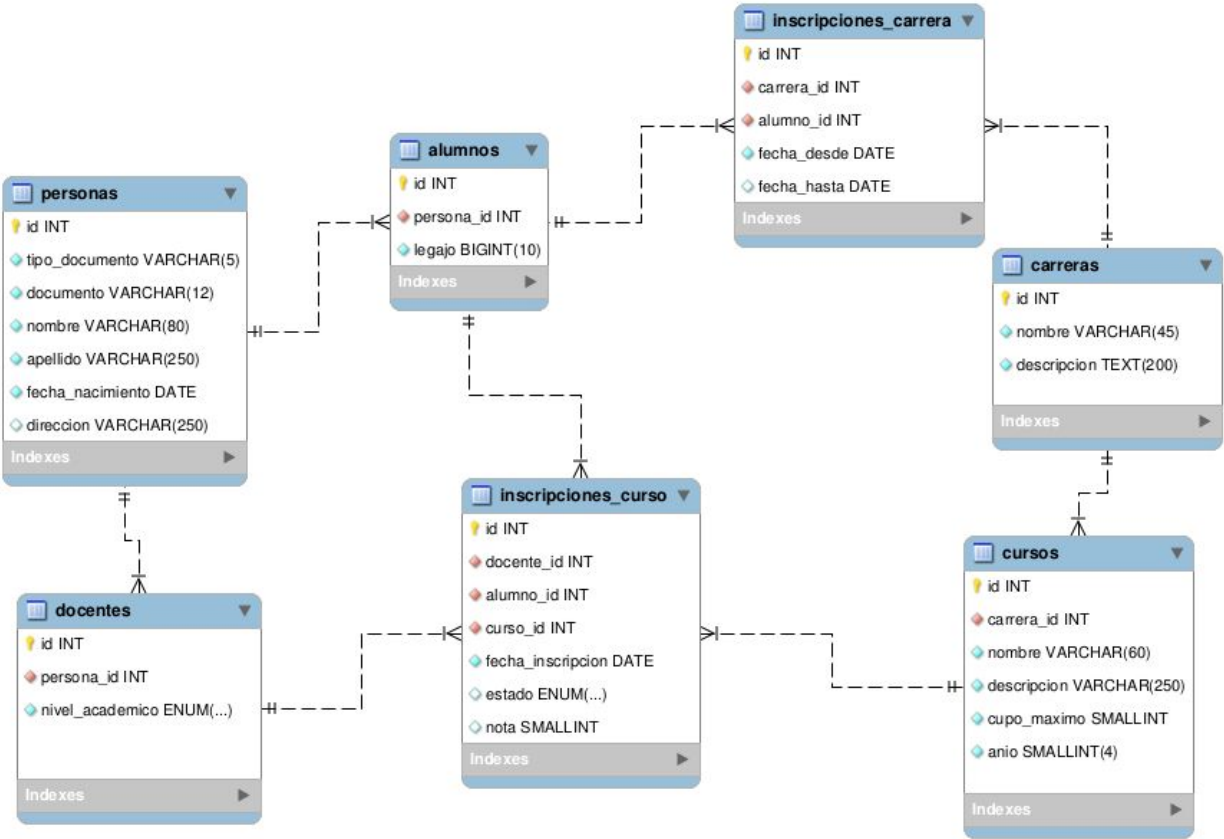 inscripciones_carrera
id INT
carrera_id INT
alumno_id INT
fecha_desde DATE
fecha_hasta DATE
Indexes
alumnos
id INT
persona_id INT
legajo BIGINT(10)
Indexes
personas
id INT
tipo_documento VARCHAR(5)
documento VARCHAR(12)
nombre VARCHAR(80)
apellido VARCHAR(250)
fecha_nacimiento DATE
direccion VARCHAR(250)
Indexes
carreras
id INT
nombre VARCHAR(45)
descripcion TEXT(200)
Indexes
inscripciones_curso
id INT
docente_id INT
alumno_id INT
curso_id INT
fecha_inscripcion DATE
estado ENUM(...)
nota SMALLINT
Indexes
cursos
id INT
carrera_id INT
nombre VARCHAR(60)
descripcion VARCHAR(250)
cupo_maximo SMALLINT
anio SMALLINT(4)
Indexes
docentes
id INT
persona_id INT
nivel_academico ENUM(...)
Indexes